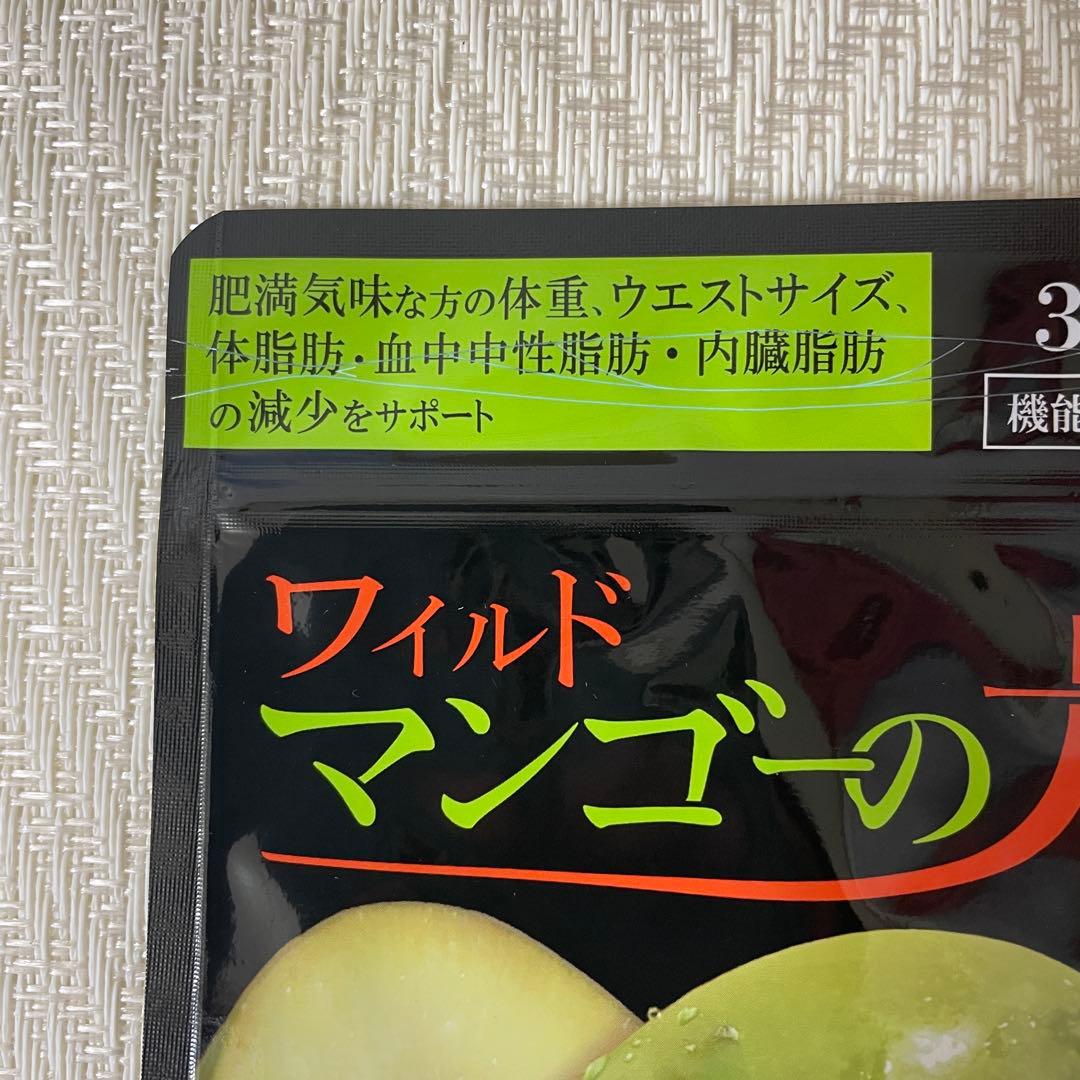 肥満気味な方の体重、ウエストサイズ、
体脂肪・血中中性脂肪・内臓脂肪
の減少をサポート
3
機能
ワイルド
マンゴーの